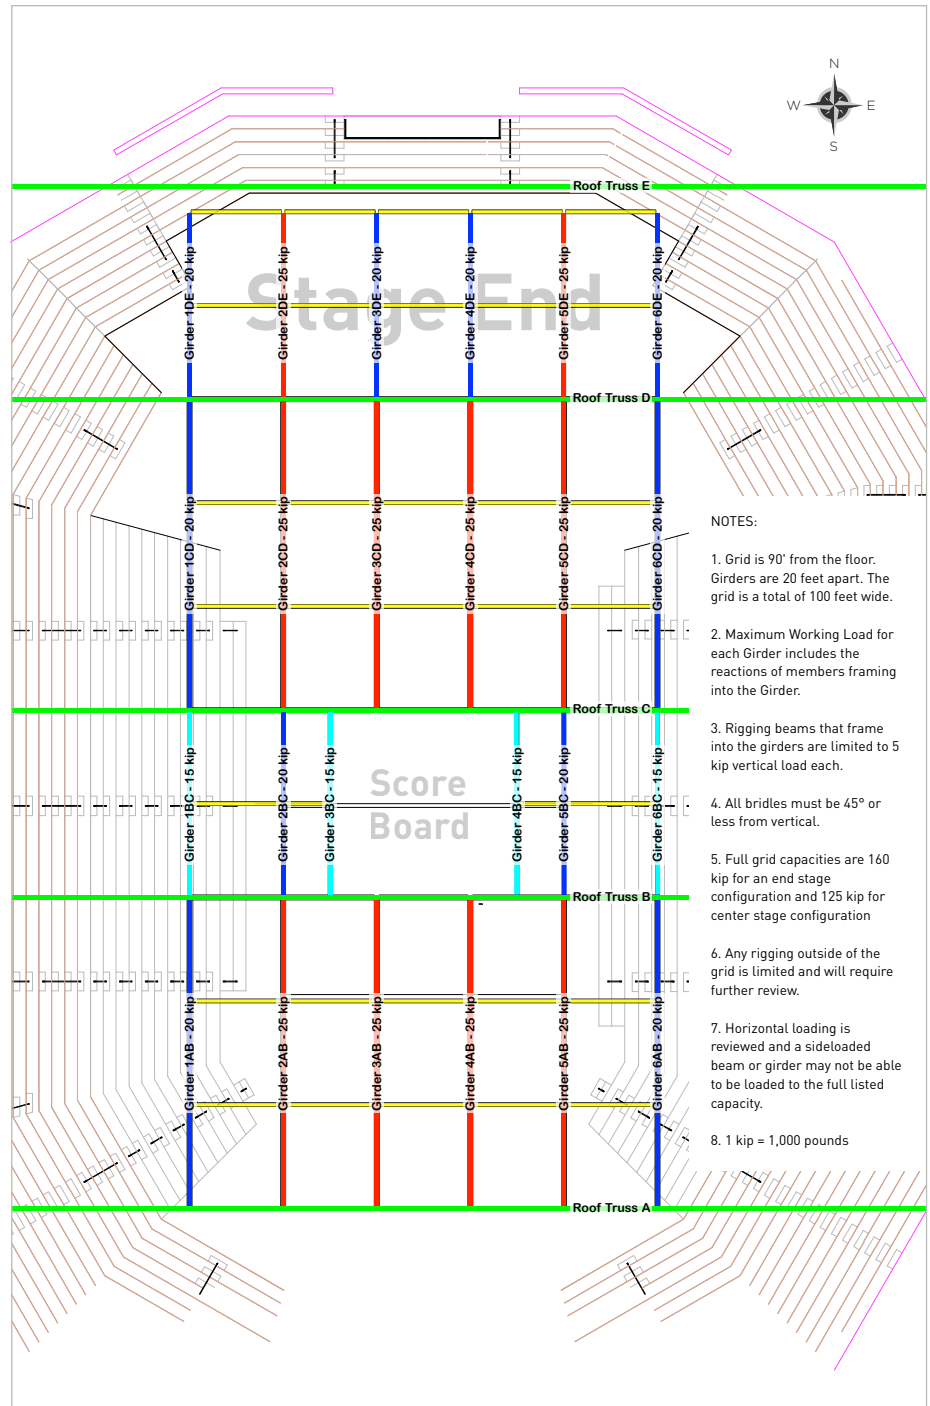 N
W
E
S
Roof Truss E
Stage End
Girder 1DE - 20 kip
Girder 2DE - 25 kip
Girder 3DE - 20 kip
Girder 4DE - 20 kip
Girder 5DE - 25 kip
Girder 6DE - 20 kip
Roof Truss D
Girder 1CD - 20 kip
Girder 2CD - 25 kip
Girder 3CD - 25 kip
Girder 4CD - 25 kip
Girder 5CD - 25 kip
Girder 6CD - 20 kip
Roof Truss C
Girder 1BC - 15 kip
Girder 2BC - 20 kip
Girder 3BC - 15 kip
Score
Board
Girder 4BC - 15 kip
Girder 5BC - 20 kip
Girder 6BC - 15 kip
Roof Truss B
Girder 1AB - 20 kip
Girder 2AB - 25 kip
Girder 3AB - 25 kip
Girder 4AB - 25 kip
Girder 5AB - 25 kip
Girder 6AB - 20 kip
Roof Truss A
NOTES:
1. Grid is 90' from the floor.
Girders are 20 feet apart. The
grid is a total of 100 feet wide.
2. Maximum Working Load for
each Girder includes the
reactions of members framing
into the Girder.
3. Rigging beams that frame
into the girders are limited to 5
kip vertical load each.
4. All bridles must be 45° or
less from vertical.
5. Full grid capacities are 160
kip for an end stage
configuration and 125 kip for
center stage configuration
6. Any rigging outside of the
grid is limited and will require
further review.
7. Horizontal loading is
reviewed and a sideloaded
beam or girder may not be able
to be loaded to the full listed
capacity.
8. 1 kip = 1,000 pounds